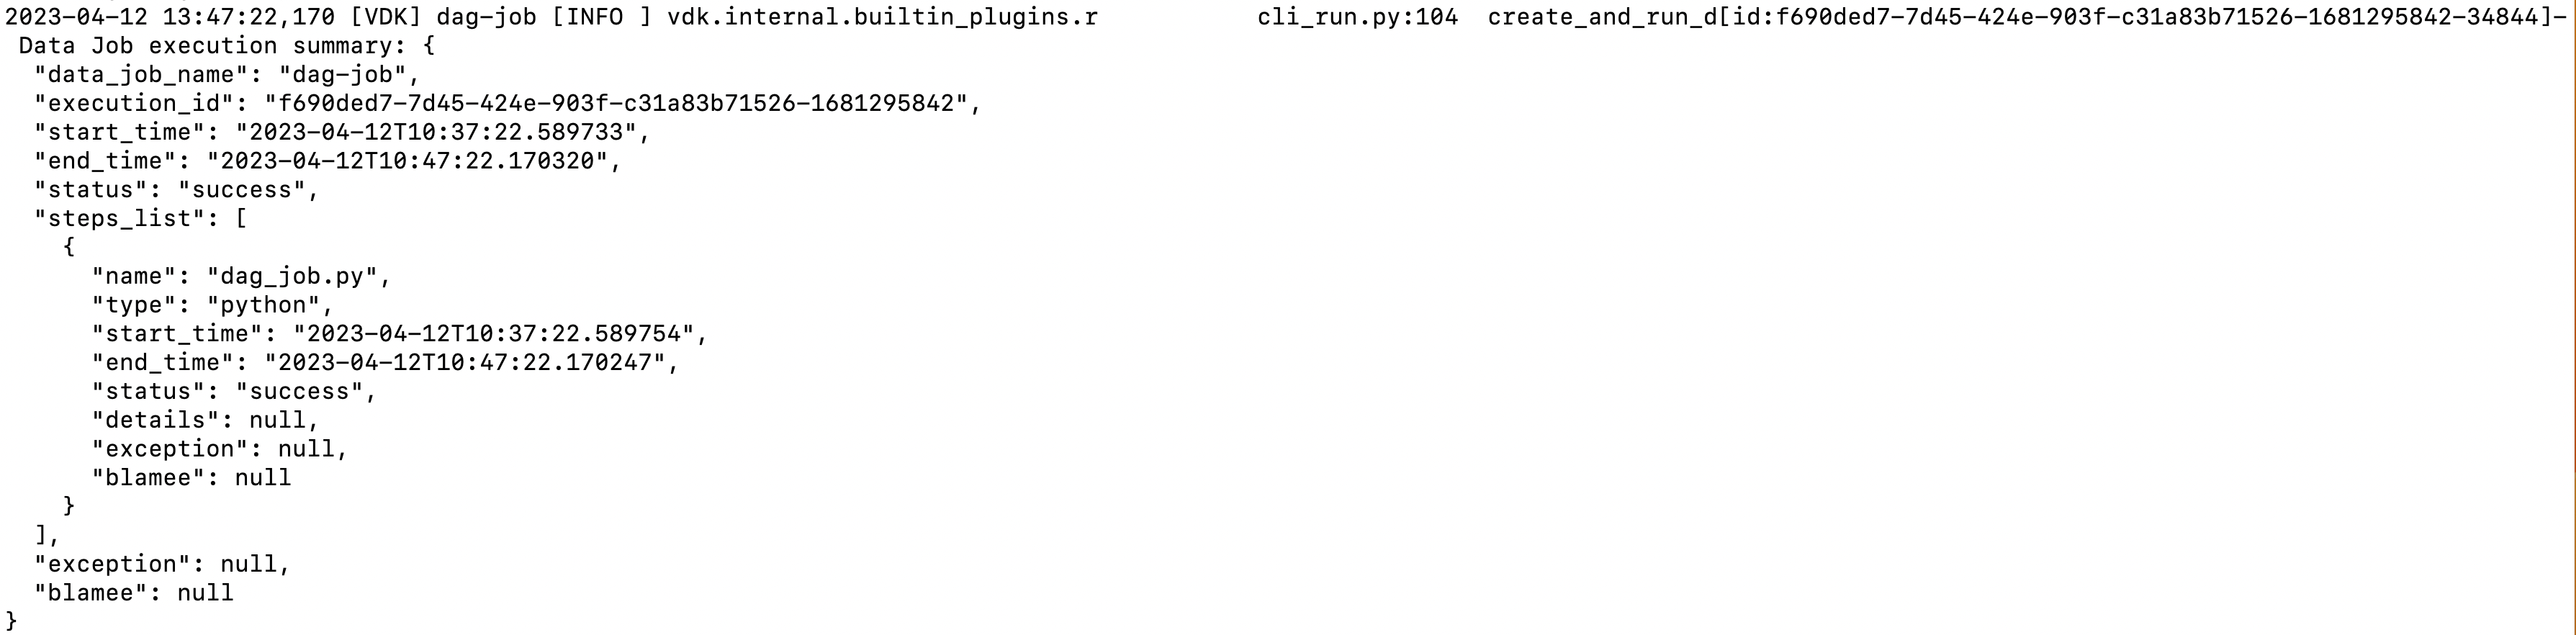 2023-04-12 13:47:22,170 [VDK] dag-job [INFO ] vdk.internal.builtin_plugins.r           cli_run.py:104  create_and_run_d[id:f690ded7-7d45-424e-903f-c31a83b71526-1681295842-34844]-
 Data Job execution summary: {
  "data_job_name": "dag-job",
  "execution_id": "f690ded7-7d45-424e-903f-c31a83b71526-1681295842",
  "start_time": "2023-04-12T10:37:22.589733",
  "end_time": "2023-04-12T10:47:22.170320",
  "status": "success",
  "steps_list": [
    {
      "name": "dag_job.py",
      "type": "python",
      "start_time": "2023-04-12T10:37:22.589754",
      "end_time": "2023-04-12T10:47:22.170247",
      "status": "success",
      "details": null,
      "exception": null,
      "blamee": null
    }
  ],
  "exception": null,
  "blamee": null
}